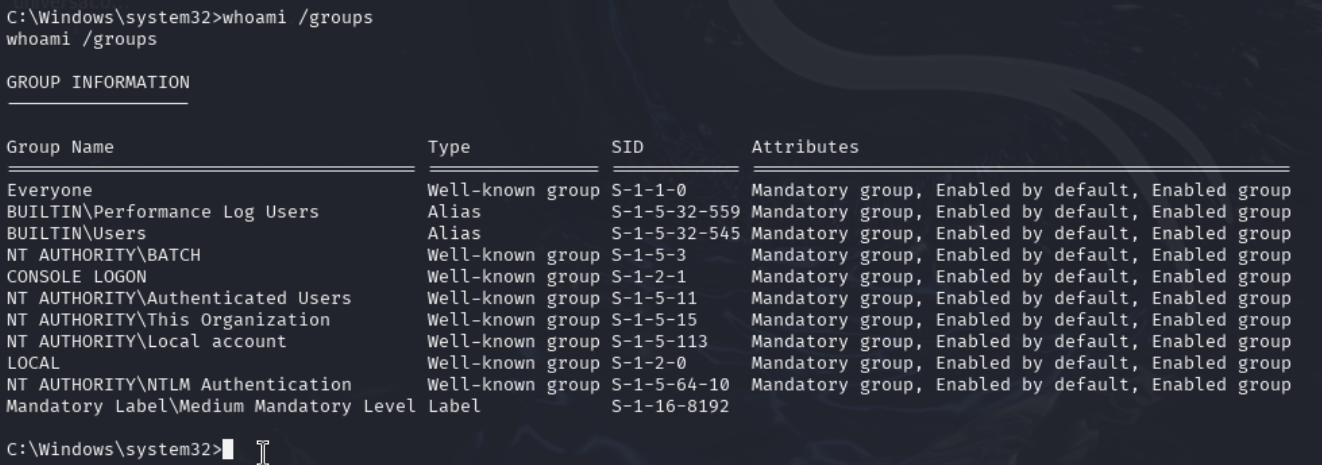 C:\Windows\system32>whoami /groups
whoami /groups
GROUP INFORMATION
Group Name Type SID Attributes
Everyone Well-known group S-1-1-0 Mandatory group, Enabled by default, Enabled group
BUILTIN\Performance Log Users Alias S-1-5-32-559 Mandatory group, Enabled by default, Enabled group
BUILTIN\Users Alias S-1-5-32-545 Mandatory group, Enabled by default, Enabled group
NT AUTHORITY\BATCH Well-known group S-1-5-3 Mandatory group, Enabled by default, Enabled group
CONSOLE LOGON Well-known group S-1-2-1 Mandatory group, Enabled by default, Enabled group
NT AUTHORITY\Authenticated Users Well-known group S-1-5-11 Mandatory group, Enabled by default, Enabled group
NT AUTHORITY\This Organization Well-known group S-1-5-15 Mandatory group, Enabled by default, Enabled group
NT AUTHORITY\Local account Well-known group S-1-5-113 Mandatory group, Enabled by default, Enabled group
LOCAL Well-known group S-1-2-0 Mandatory group, Enabled by default, Enabled group
NT AUTHORITY\NTLM Authentication Well-known group S-1-5-64-10 Mandatory group, Enabled by default, Enabled group
Mandatory Label\Medium Mandatory Level Label S-1-16-8192
C:\Windows\system32>